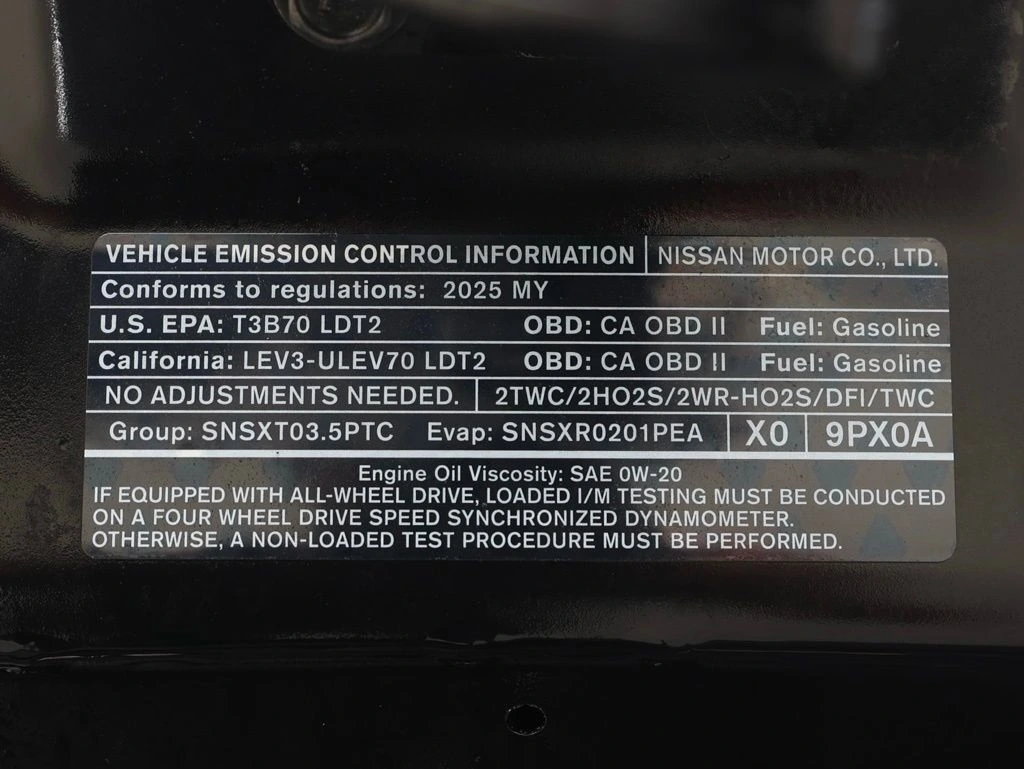 VEHICLE EMISSION CONTROL INFORMATION NISSAN MOTOR CO., LTD.
Conforms to regulations: 2025 MY
U.S. EPA: T3B70 LDT2 OBD: CA OBD II Fuel: Gasoline
California: LEV3-ULEV70 LDT2 OBD: CA OBD II Fuel: Gasoline
NO ADJUSTMENTS NEEDED. 2TWC/2HO2S/2WR-HO2S/DFI/TWC
Group: SNSXT03.5PTC Evap: SNSXR0201PEA X0 9PX0A
Engine Oil Viscosity: SAE 0W-20
IF EQUIPPED WITH ALL-WHEEL DRIVE, LOADED I/M TESTING MUST BE CONDUCTED
ON A FOUR WHEEL DRIVE SPEED SYNCHRONIZED DYNAMOMETER.
OTHERWISE, A NON-LOADED TEST PROCEDURE MUST BE PERFORMED.